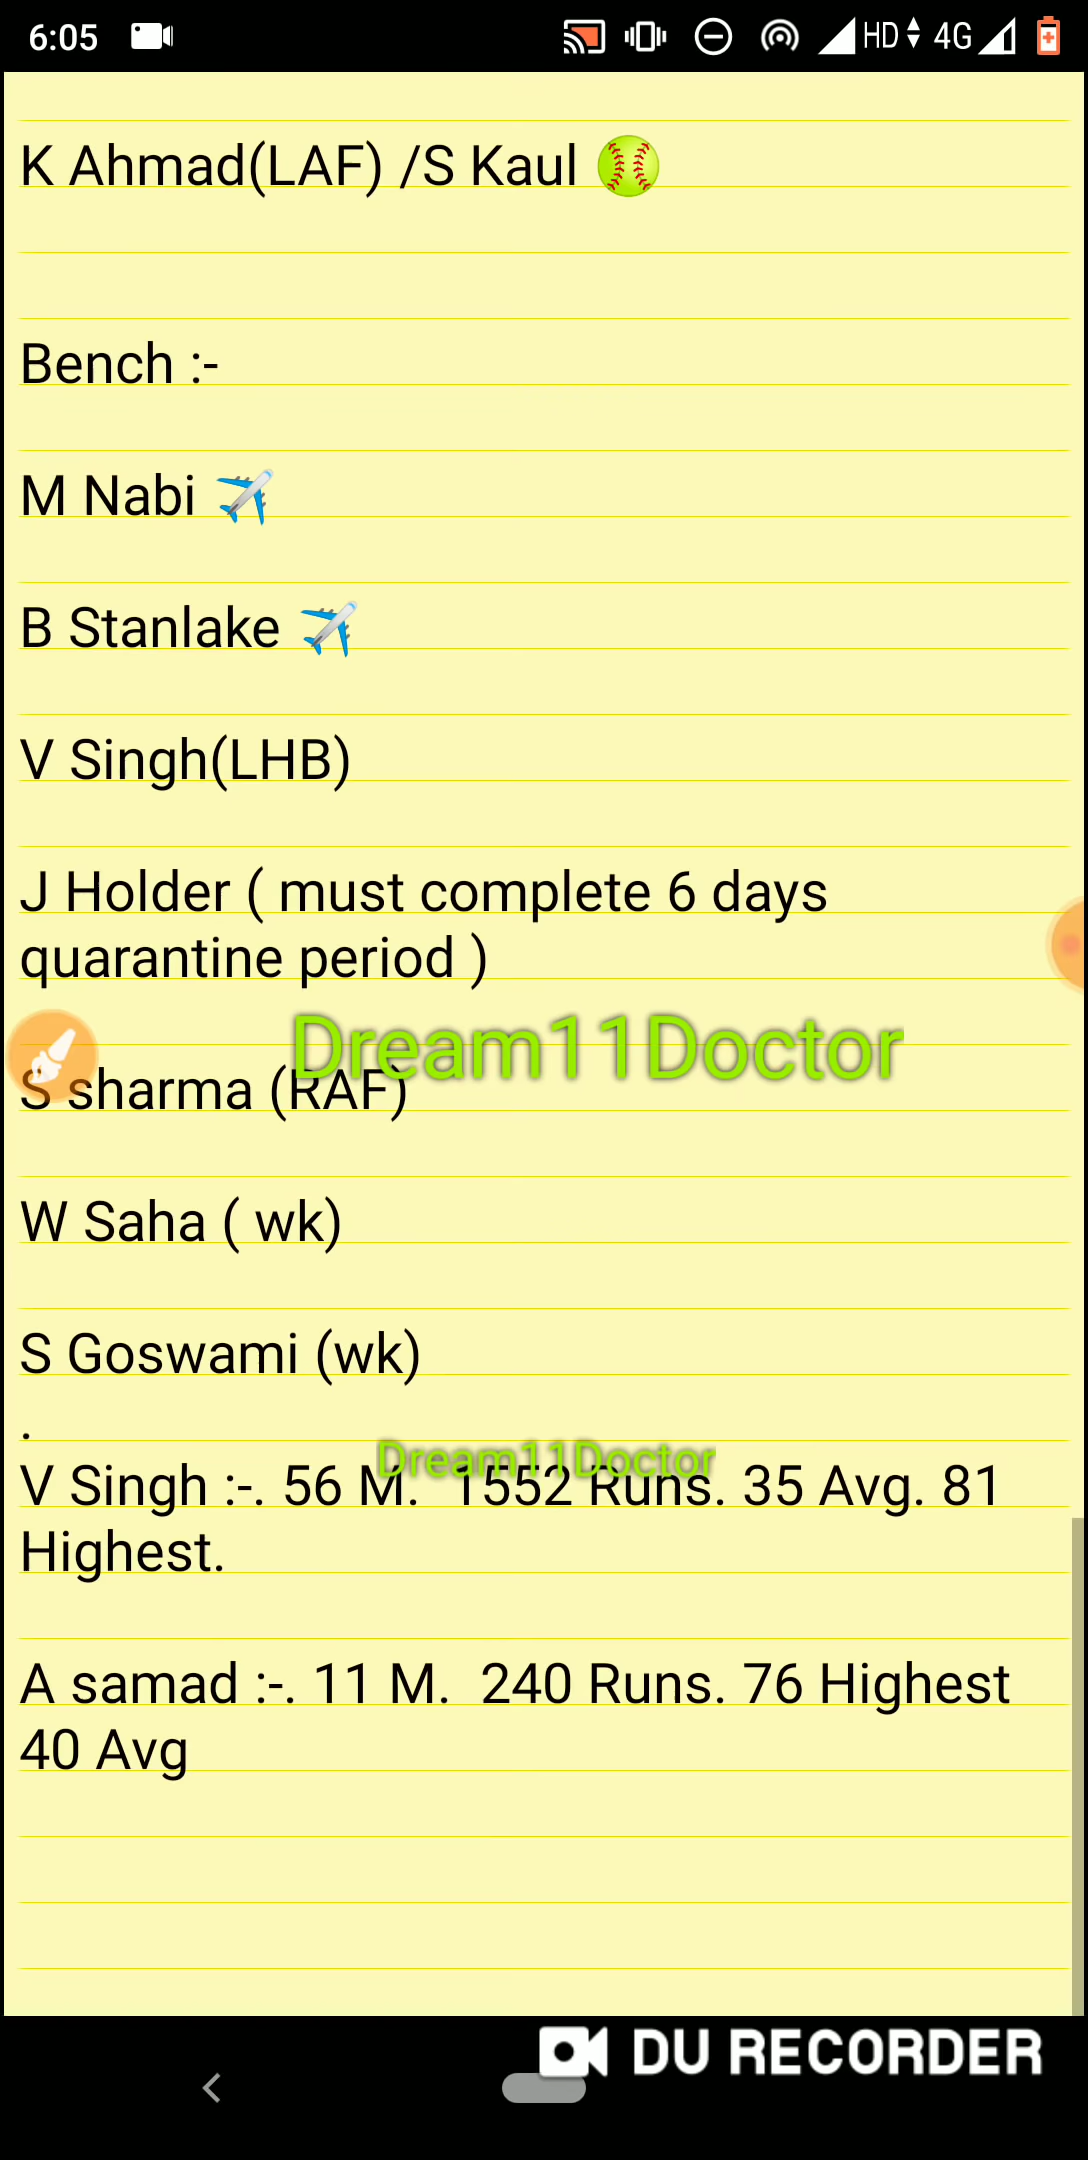 6:05 HD 4G
K Ahmad(LAF) /S Kaul
Bench :-
M Nabi
B Stanlake
V Singh(LHB)
J Holder ( must complete 6 days
quarantine period )
Dream11Doctor
S sharma (RAF)
W Saha ( wk)
S Goswami (wk)
.
Dream11Doctor
V Singh :-. 56 M. 1552 Runs. 35 Avg. 81
Highest.
A samad :-. 11 M. 240 Runs. 76 Highest
40 Avg
DU RECORDER